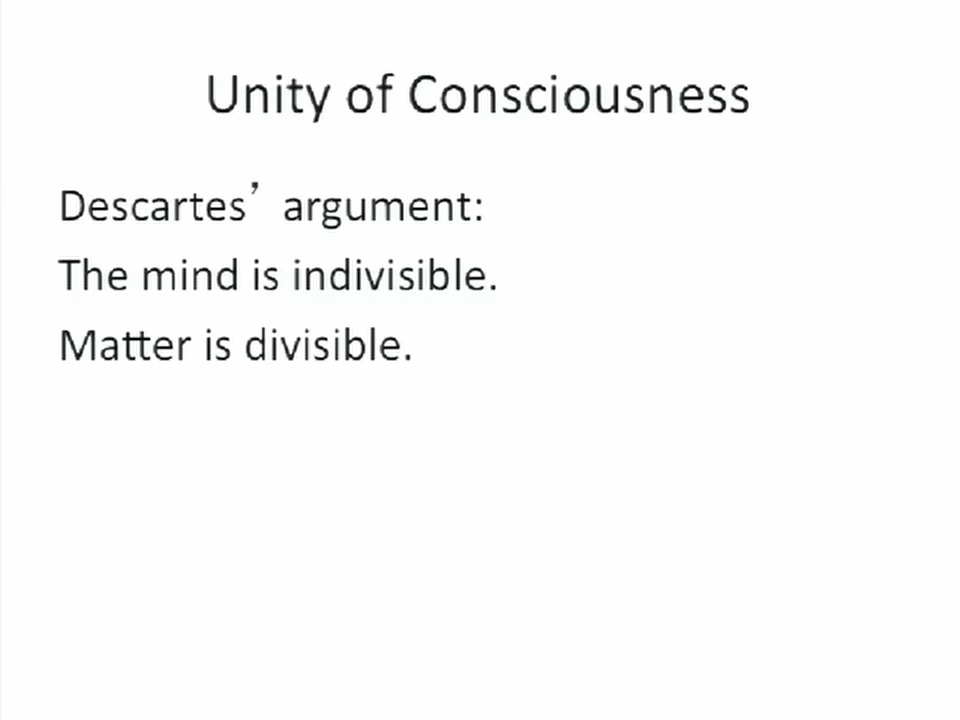 Unity of Consciousness
Descartes’ argument:
The mind is indivisible.
Matter is divisible.